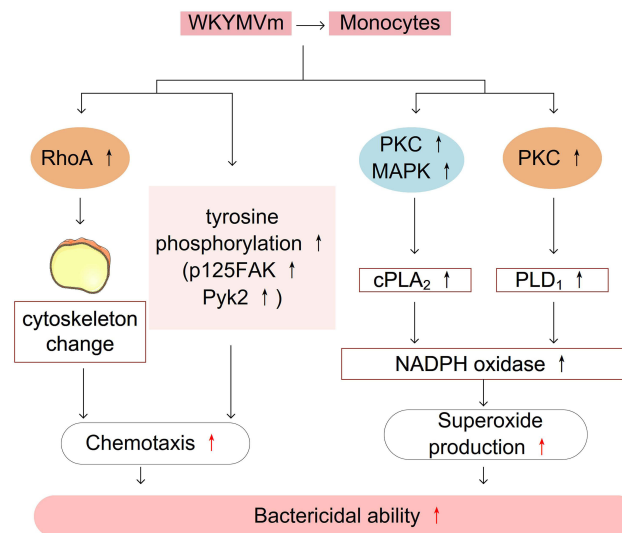 WKYMVm → Monocytes
RhoA ↑
PKC ↑
MAPK ↑
PKC ↑
tyrosine
phosphorylation ↑
(p125FAK ↑
Pyk2 ↑ )
cPLA₂ ↑
PLD₁ ↑
cytoskeleton
change
NADPH oxidase ↑
Chemotaxis ↑
Superoxide
production ↑
Bactericidal ability ↑